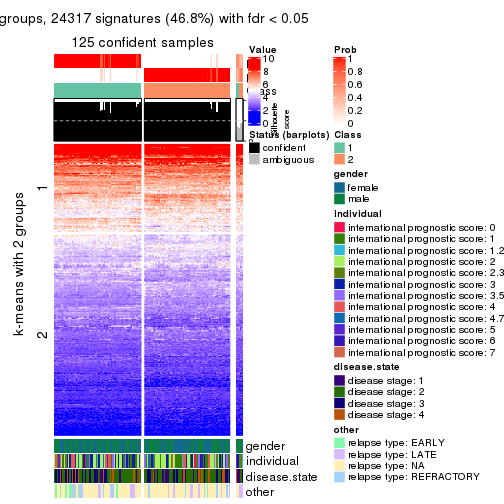 groups, 24317 signatures (46.8%) with fdr < 0.05
125 confident samples
k-means with 2 groups
1
2
Class
Silhouette
score
gender
individual
disease.state
other
Value
10
8
6
4
2
0
Status (barplots)
confident
ambiguous
Prob
1
0.8
0.6
0.4
0.2
0
Class
1
2
gender
female
male
individual
international prognostic score: 0
international prognostic score: 1
international prognostic score: 1.2
international prognostic score: 2
international prognostic score: 2.3
international prognostic score: 3
international prognostic score: 3.5
international prognostic score: 4
international prognostic score: 4.7
international prognostic score: 5
international prognostic score: 6
international prognostic score: 7
disease.state
disease stage: 1
disease stage: 2
disease stage: 3
disease stage: 4
other
relapse type: EARLY
relapse type: LATE
relapse type: NA
relapse type: REFRACTORY